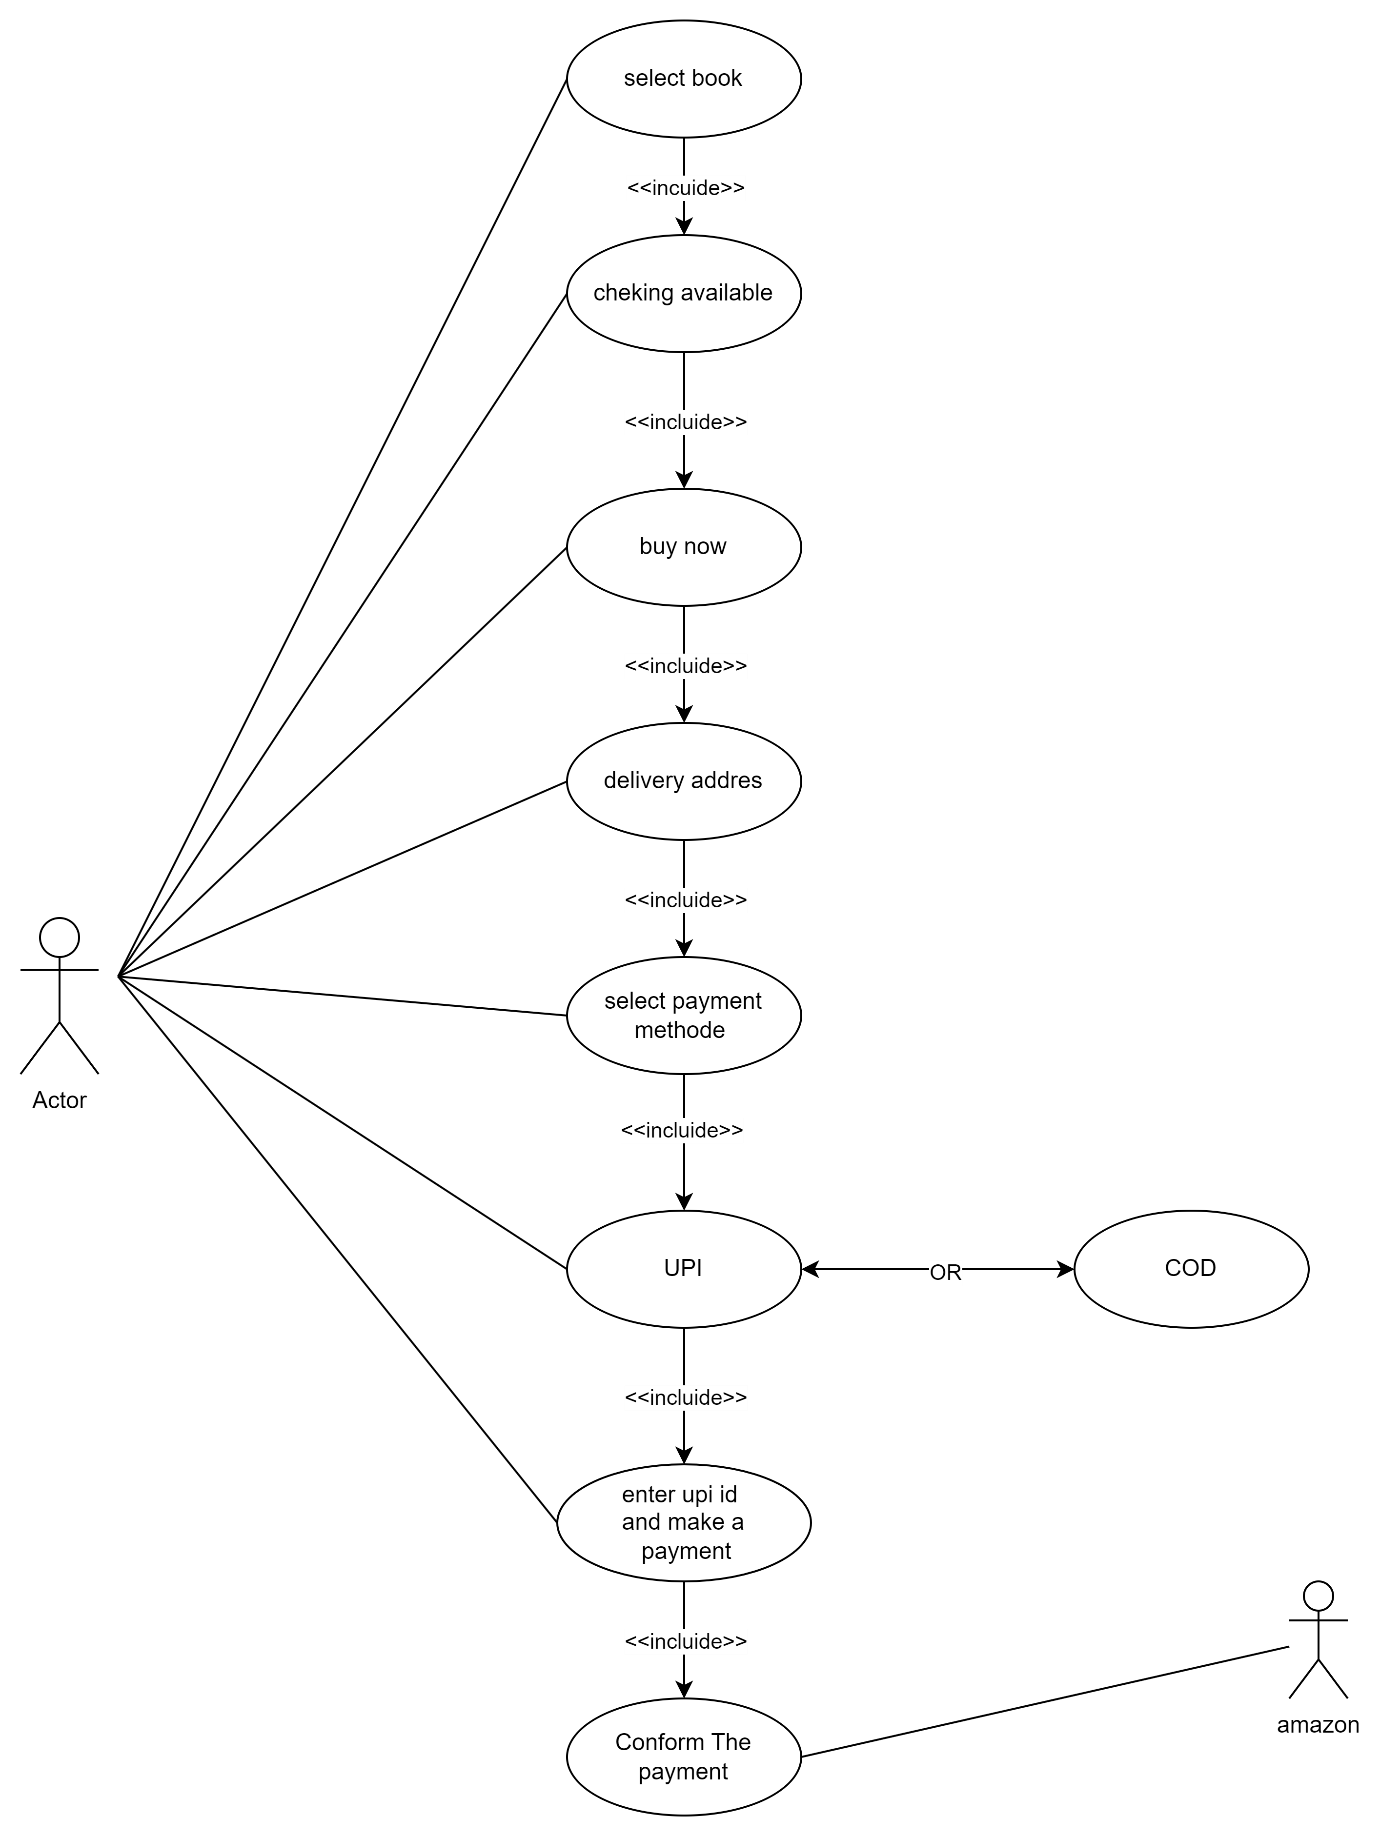 select book
<<incuide>>
cheking available
<<incluide>>
buy now
<<incluide>>
delivery addres
<<incluide>>
select payment
methode
Actor
<<incluide>>
UPI
OR
COD
<<incluide>>
enter upi id
and make a
payment
<<incluide>>
amazon
Conform The
payment